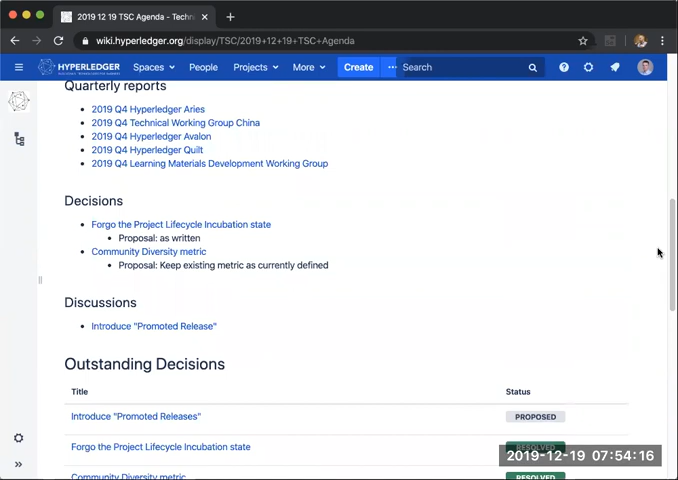 2019 12 19 TSC Agenda - Techni
wiki.hyperledger.org/display/TSC/2019+12+19+TSC+Agenda
HYPERLEDGER Spaces People Projects More Create Search
Quarterly reports
2019 Q4 Hyperledger Aries
2019 Q4 Technical Working Group China
2019 Q4 Hyperledger Avalon
2019 Q4 Hyperledger Quilt
2019 Q4 Learning Materials Development Working Group
Decisions
Forgo the Project Lifecycle Incubation state
Proposal: as written
Community Diversity metric
Proposal: Keep existing metric as currently defined
Discussions
Introduce "Promoted Release"
Outstanding Decisions
Title Status
Introduce "Promoted Releases" PROPOSED
Forgo the Project Lifecycle Incubation state RESOLVED
2019-12-19 07:54:16
Community Diversity metric RESOLVED